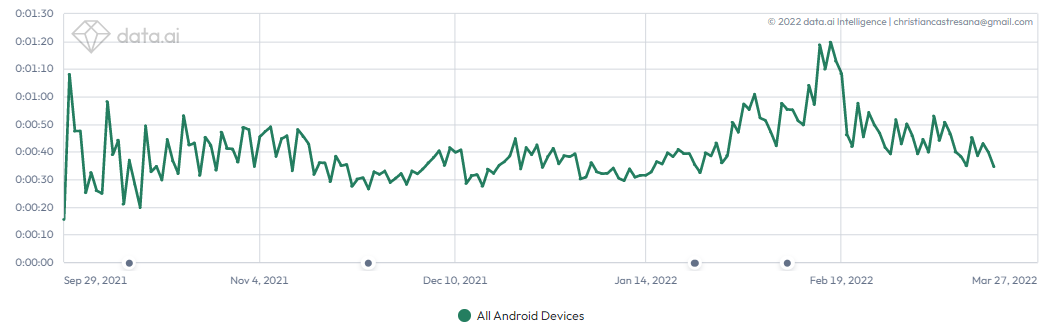 0:01:30
© 2022 data.ai Intelligence | christiancastresana@gmail.com
data.ai
0:01:20
0:01:10
0:01:00
0:00:50
0:00:40
0:00:30
0:00:20
0:00:10
0:00:00
Sep 29, 2021 Nov 4, 2021 Dec 10, 2021 Jan 14, 2022 Feb 19, 2022 Mar 27, 2022
All Android Devices